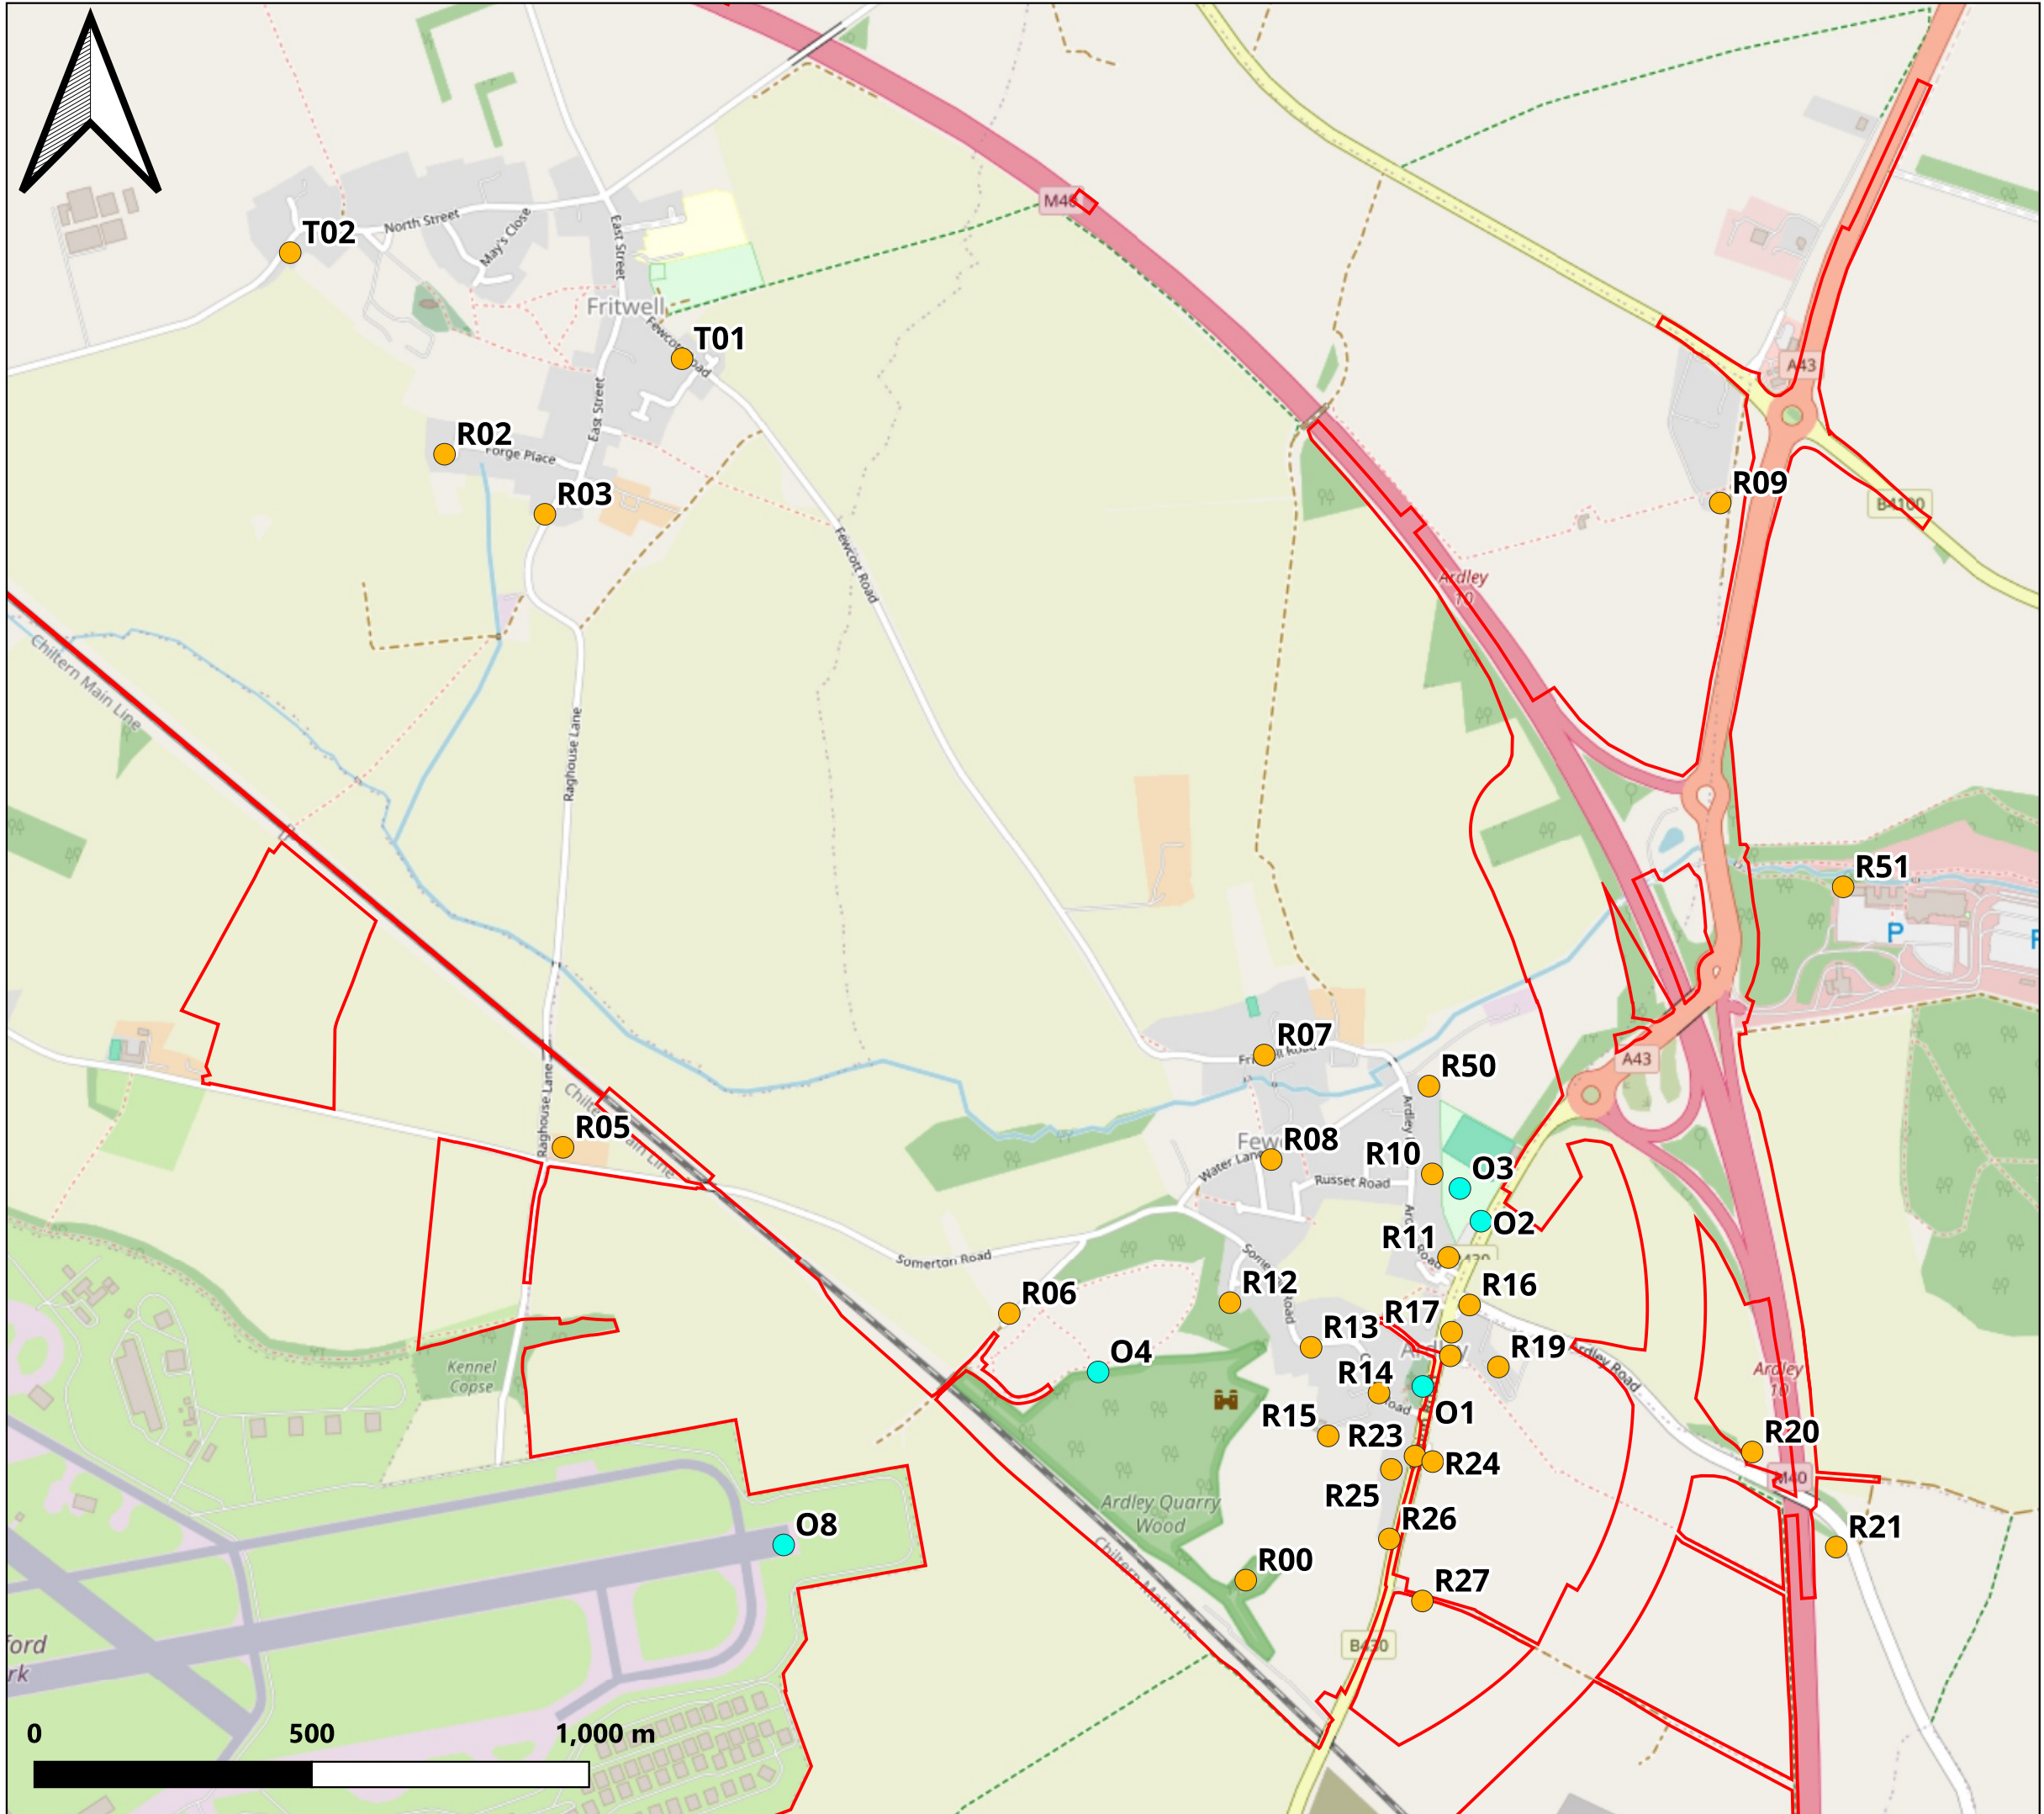 M40
T02
North Street
May's Close
East Street
Fritwell
T01
Fewcott Road
A43
R02
Forge Place
East Street
R03
R09
B4100
Fewcott Road
Ardley
10
Chiltern Main Line
Raghouse Lane
R51
P
R07
A43
R50
Raghouse Lane
R05
R08
Water Lane
R10
O3
Russet Road
O2
R11
Somerton Road
R06
R12
R16
R17
R13
O4
R14
R19
Ardley Road
Ardley
10
Kennel
Copse
R15
R23
O1
R20
M40
R24
R25
Ardley Quarry
Wood
O8
R26
R21
R00
R27
Chiltern Main Line
B430
0
500
1,000 m